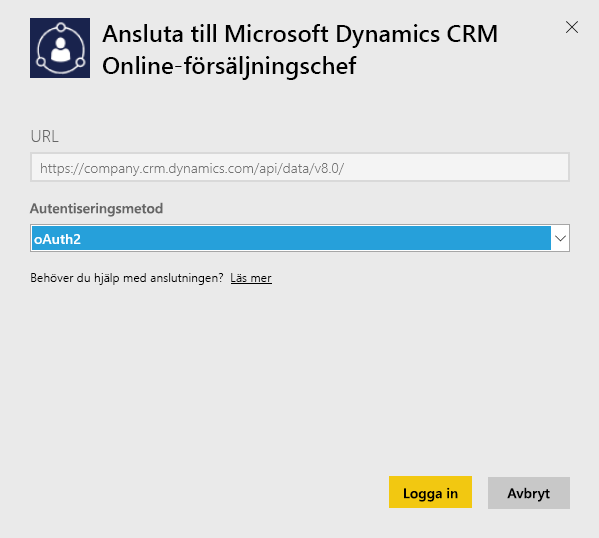 Ansluta till Microsoft Dynamics CRM
Online-försäljningschef
URL
https://company.crm.dynamics.com/api/data/v8.0/
Autentiseringsmetod
oAuth2
Behöver du hjälp med anslutningen? Läs mer
Logga in
Avbryt